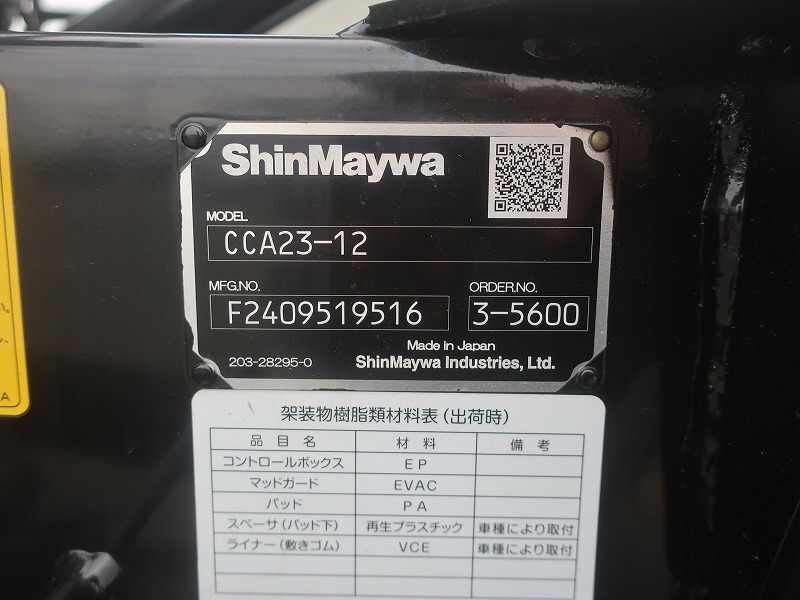 ShinMaywa
MODEL
CCA23-12
MFG.NO. ORDER.NO.
F2409519516 3-5600
Made in Japan
203-28295-0 ShinMaywa Industries, Ltd.
架装物樹脂類材料表(出荷時)
品目名 材料 備考
コントロールボックス EP
マッドガード EVAC
パッド PA
スペーサ(パッド下) 再生プラスチック 車種により取付
ライナー(敷きゴム) VCE 車種により取付
A